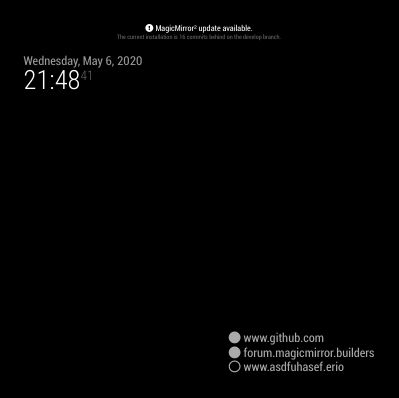 MagicMirror² update available.
The current installation is 16 commits behind on the develop branch.
Wednesday, May 6, 2020
21:48 41
www.github.com
forum.magicmirror.builders
www.asdfuhasef.erio